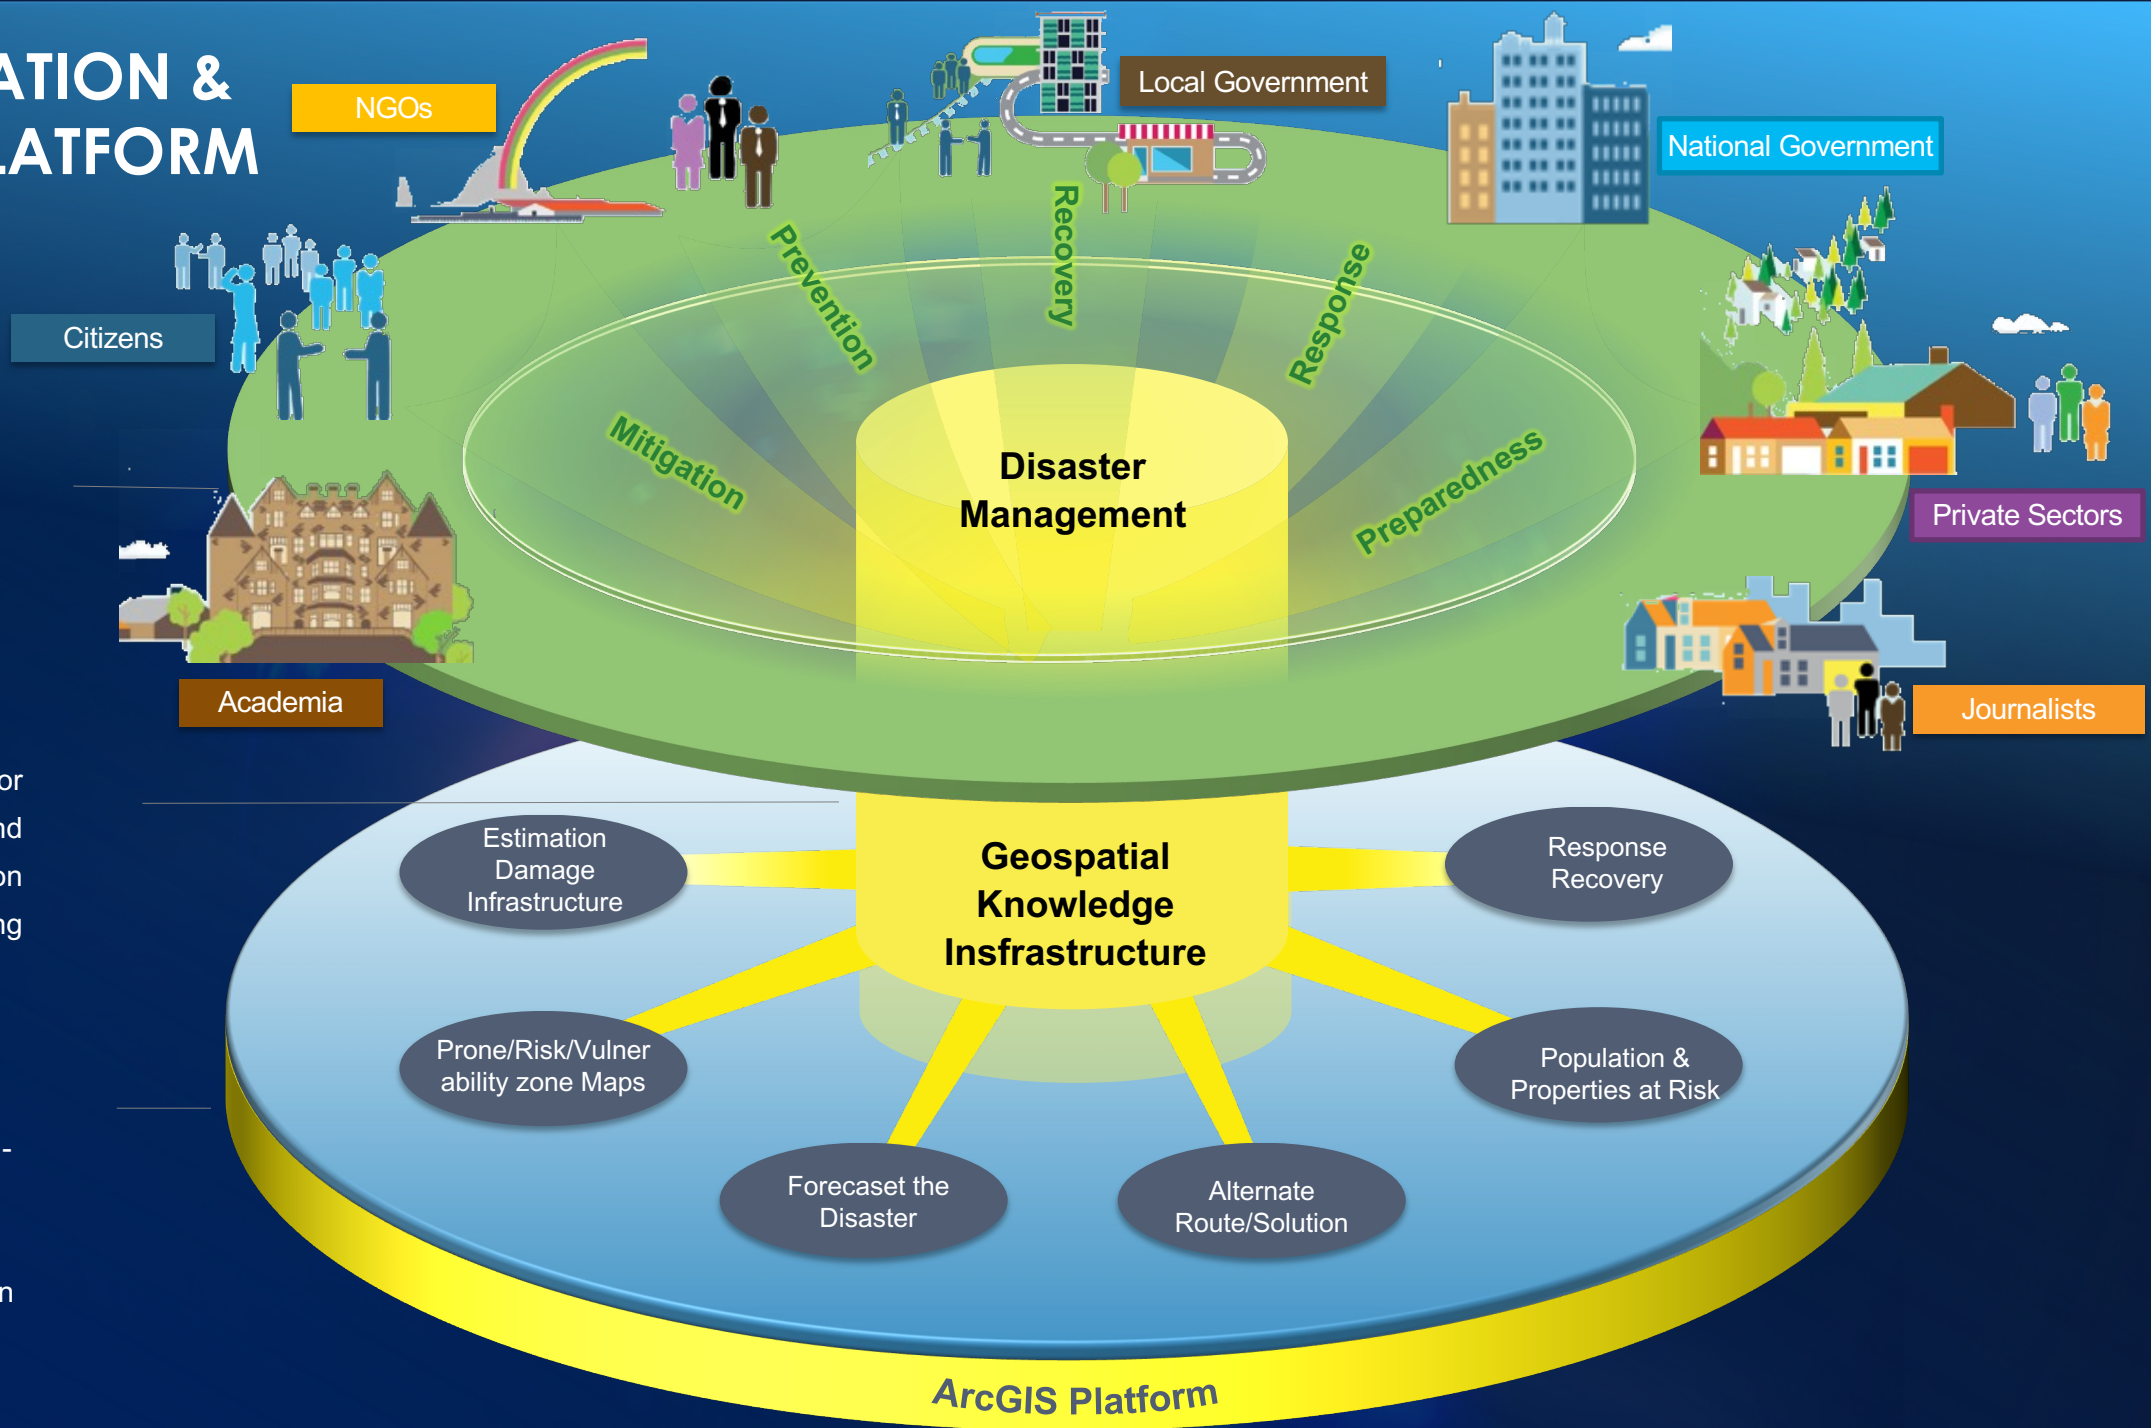 ATION &
LATFORM
NGOs
Local Government
National Government
Citizens
Private Sectors
Academia
Journalists
Prevention
Recovery
Response
Mitigation
Preparedness
Disaster
Management
or
nd
on
ng
-
n
Geospatial
Knowledge
Insfrastructure
Estimation
Damage
Infrastructure
Response
Recovery
Prone/Risk/Vulner
ability zone Maps
Population &
Properties at Risk
Forecaset the
Disaster
Alternate
Route/Solution
ArcGIS Platform